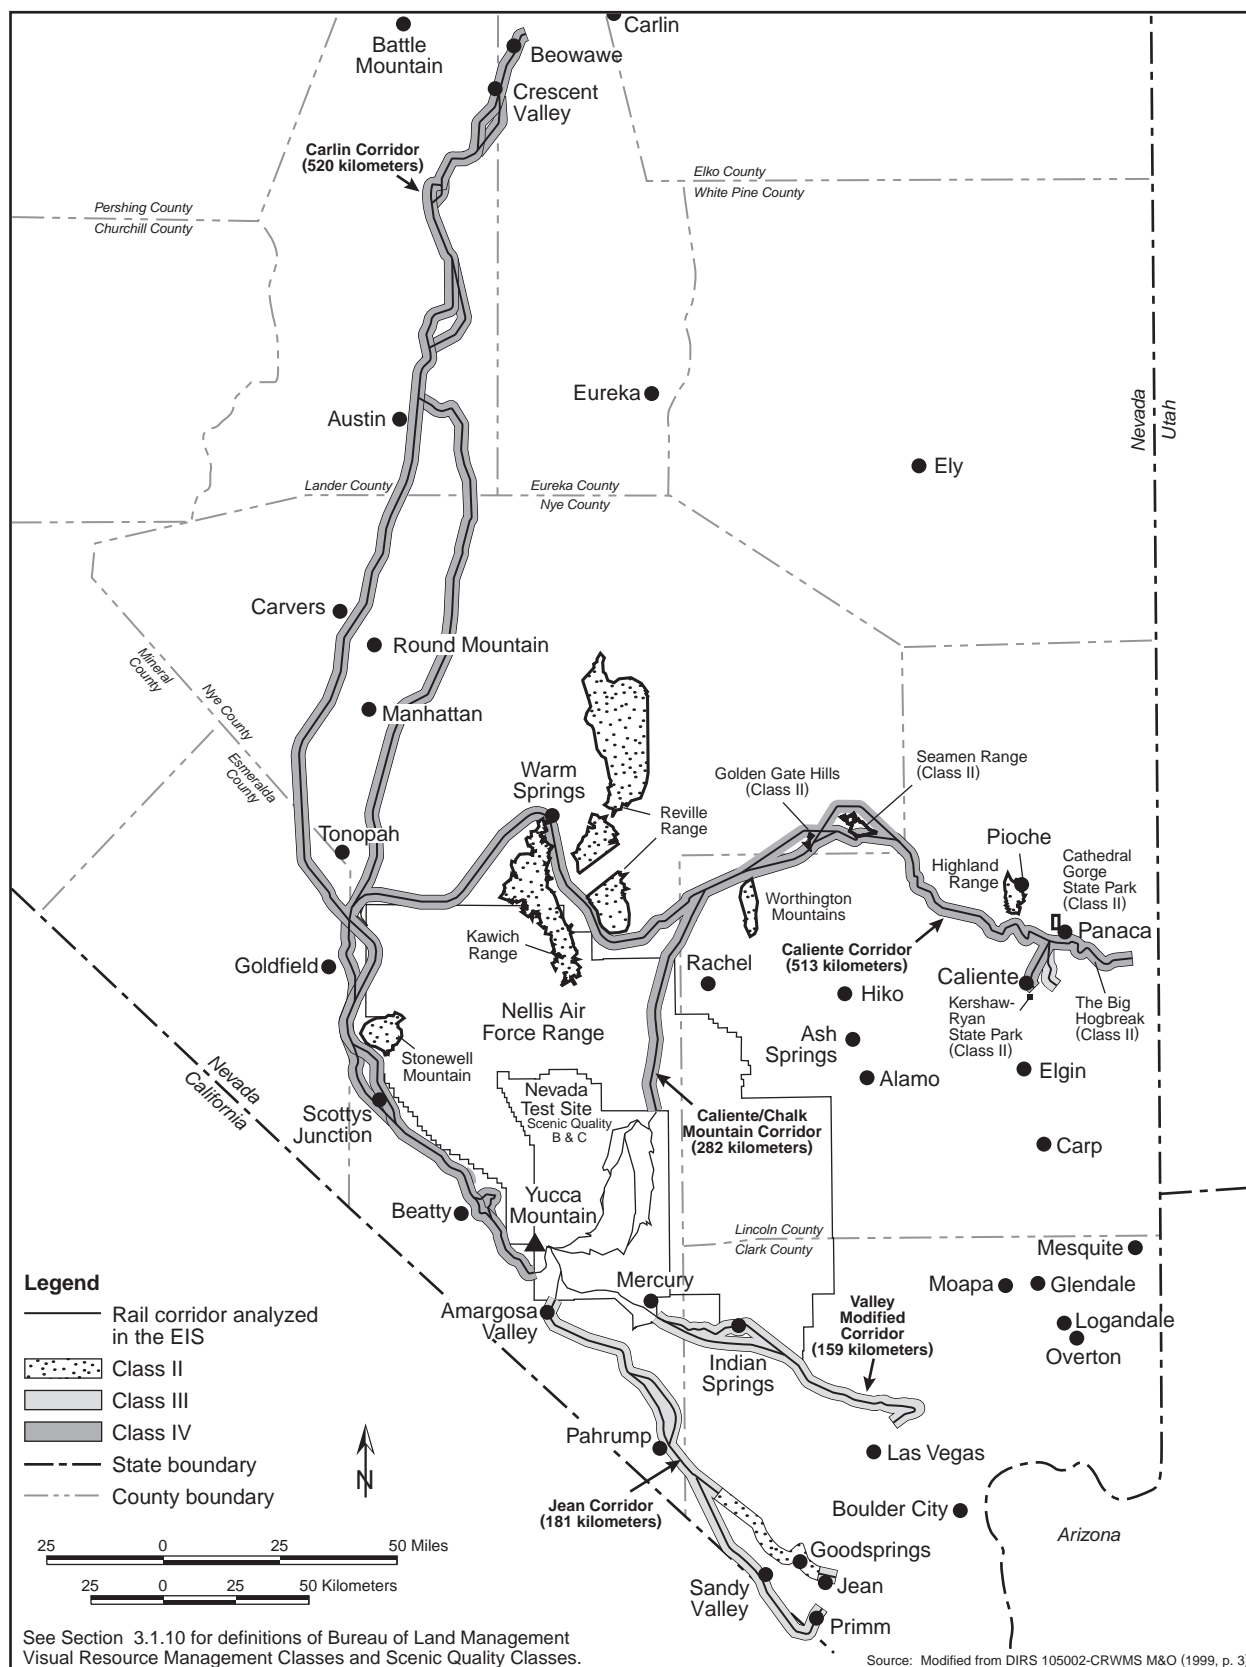 Carlin
Battle
Mountain
Beowawe
Crescent
Valley
Carlin Corridor
(520 kilometers)
Elko County
White Pine County
Pershing County
Churchill County
Nevada
Utah
Eureka
Austin
Ely
Lander County
Eureka County
Nye County
Carvers
Round Mountain
Mineral
County
Nye County
Esmeralda
County
Manhattan
Warm
Springs
Golden Gate Hills
(Class II)
Seamen Range
(Class II)
Reville
Range
Tonopah
Pioche
Highland
Range
Cathedral
Gorge
State Park
(Class II)
Worthington
Mountains
Panaca
Kawich
Range
Caliente Corridor
(513 kilometers)
Goldfield
Rachel
Hiko
Caliente
Kershaw-
Ryan
State Park
(Class II)
The Big
Hogbreak
(Class II)
Nellis Air
Force Range
Ash
Springs
Stonewell
Mountain
Alamo
Elgin
Nevada
California
Nevada
Test Site
Scenic Quality
B & C
Scottys
Junction
Caliente/Chalk
Mountain Corridor
(282 kilometers)
Carp
Yucca
Mountain
Beatty
Lincoln County
Clark County
Mesquite
Legend
Rail corridor analyzed
in the EIS
Class II
Class III
Class IV
State boundary
County boundary
Mercury
Moapa
Glendale
Amargosa
Valley
Valley
Modified
Corridor
(159 kilometers)
Logandale
Overton
Indian
Springs
Pahrump
Las Vegas
N
Jean Corridor
(181 kilometers)
Boulder City
Arizona
25 0 25 50 Miles
25 0 25 50 Kilometers
Goodsprings
Jean
Sandy
Valley
Primm
See Section 3.1.10 for definitions of Bureau of Land Management
Visual Resource Management Classes and Scenic Quality Classes.
Source: Modified from DIRS 105002-CRWMS M&O (1999, p. 3)